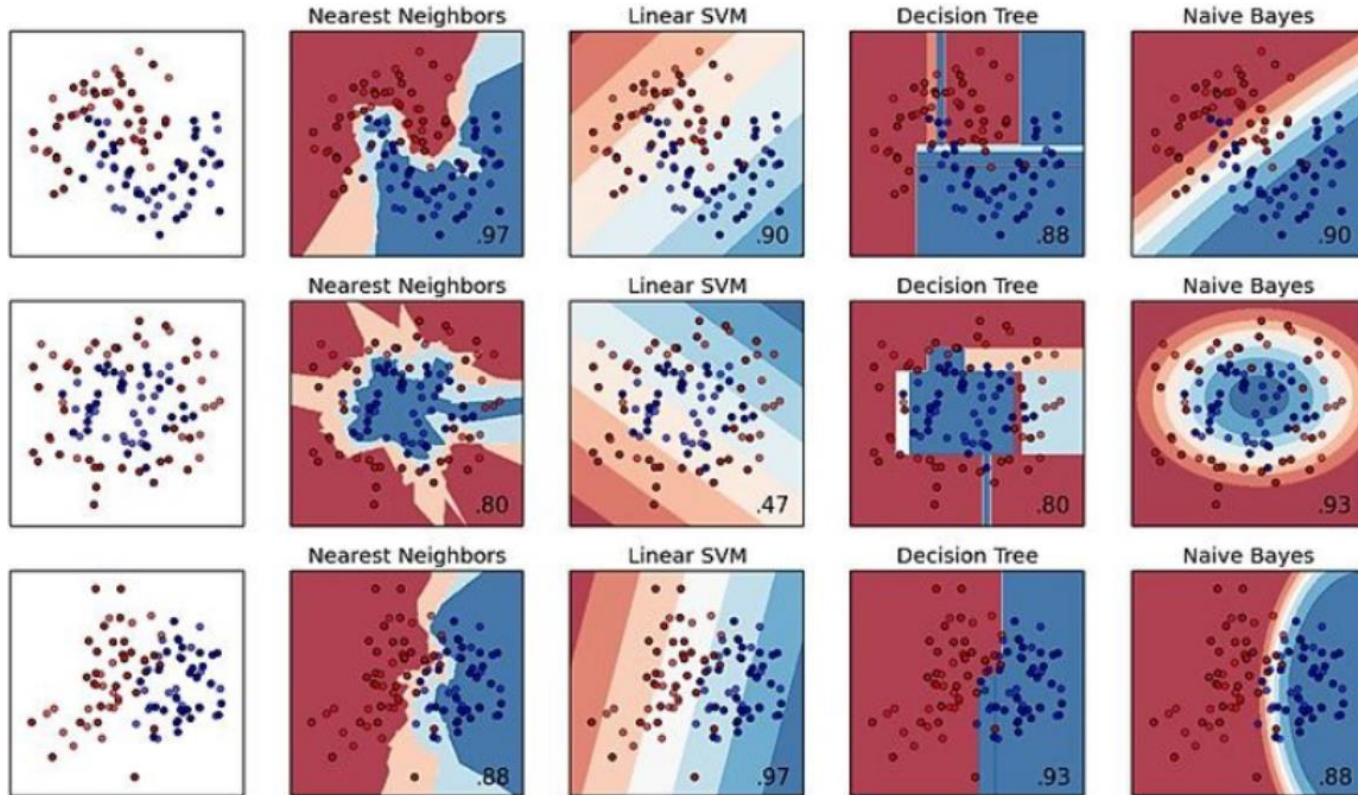 Nearest Neighbors Linear SVM Decision Tree Naive Bayes
.97 .90 .88 .90
Nearest Neighbors Linear SVM Decision Tree Naive Bayes
.80 .47 .80 .93
Nearest Neighbors Linear SVM Decision Tree Naive Bayes
.88 .97 .93 .88